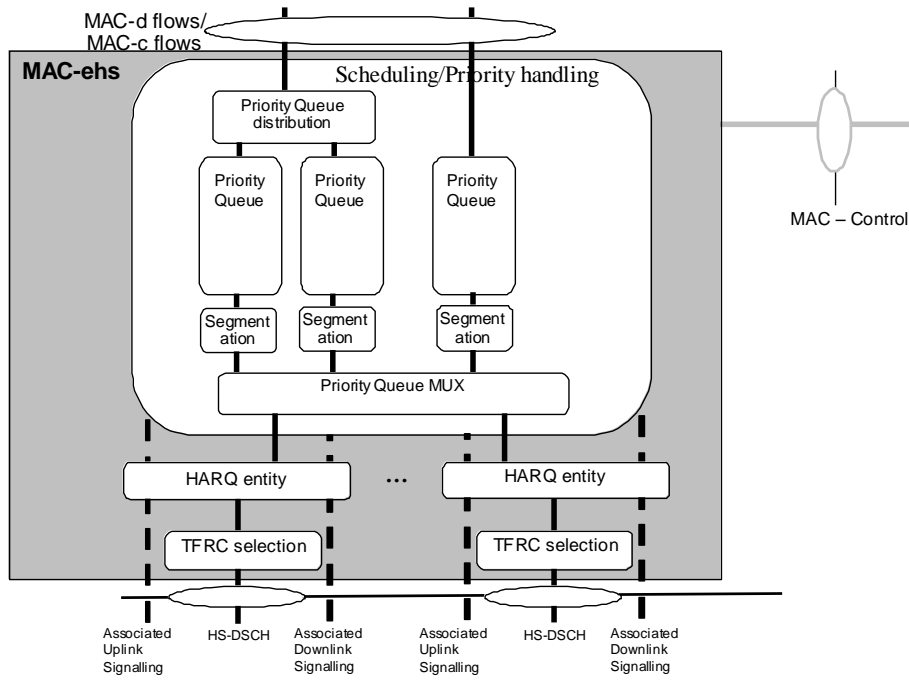 MAC-d flows/
MAC-c flows
MAC-ehs
Scheduling/Priority handling
Priority Queue
distribution
Priority
Queue
Priority
Queue
Priority
Queue
MAC – Control
Segment
ation
Segment
ation
Segment
ation
Priority Queue MUX
HARQ entity
...
HARQ entity
TFRC selection
TFRC selection
Associated
Uplink
Signalling
HS-DSCH
Associated
Downlink
Signalling
Associated
Uplink
Signalling
HS-DSCH
Associated
Downlink
Signalling